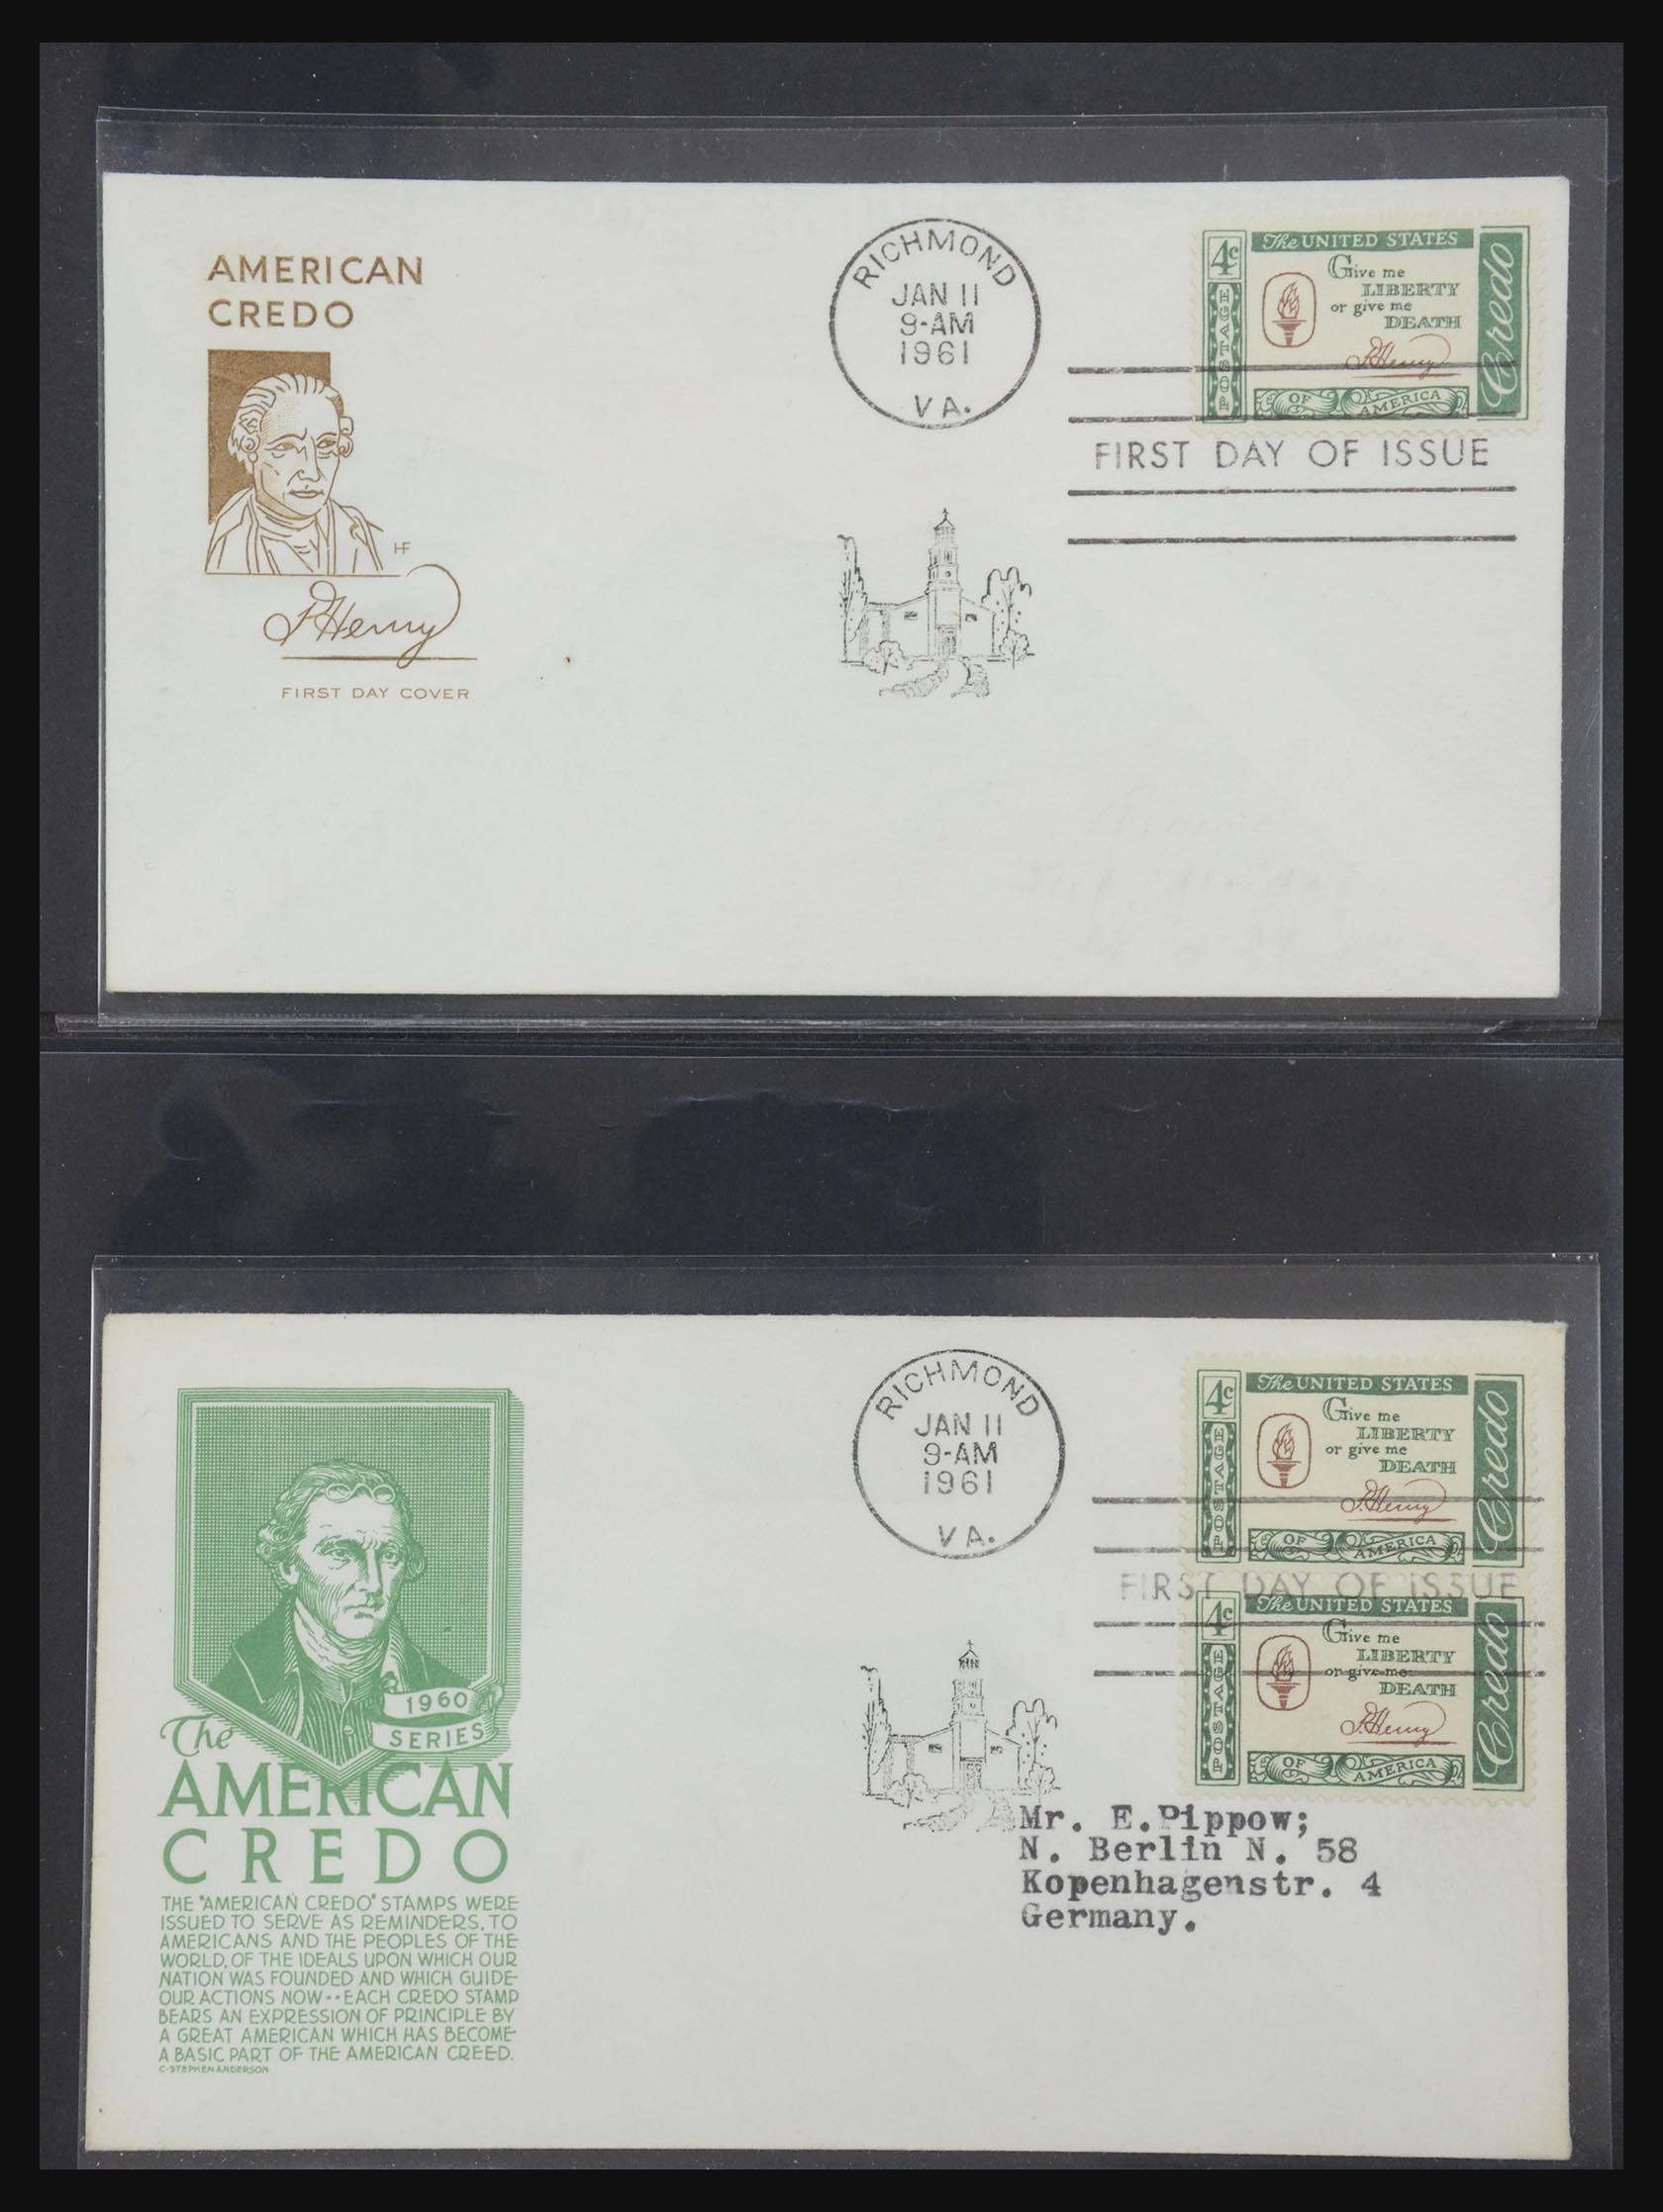 AMERICAN
CREDO
HF
P Henry
FIRST DAY COVER
RICHMOND
JAN 11
9-AM
1961
VA.
4c
The UNITED STATES
POSTAGE
Give me
LIBERTY
or give me
DEATH
P Henry
OF AMERICA
Credo
FIRST DAY OF ISSUE
RICHMOND
JAN 11
9-AM
1961
VA.
4c
The UNITED STATES
POSTAGE
Give me
LIBERTY
or give me
DEATH
P Henry
OF AMERICA
Credo
FIRST DAY OF ISSUE
4c
The UNITED STATES
POSTAGE
Give me
LIBERTY
or give me
DEATH
P Henry
OF AMERICA
Credo
1960
SERIES
The
AMERICAN
CREDO
THE "AMERICAN CREDO" STAMPS WERE
ISSUED TO SERVE AS REMINDERS, TO
AMERICANS AND THE PEOPLES OF THE
WORLD, OF THE IDEALS UPON WHICH OUR
NATION WAS FOUNDED AND WHICH GUIDE
OUR ACTIONS NOW--EACH CREDO STAMP
BEARS AN EXPRESSION OF PRINCIPLE BY
A GREAT AMERICAN WHICH HAS BECOME
A BASIC PART OF THE AMERICAN CREED.
C-STEPHEN ANDERSON
Mr. E.Pippow;
N. Berlin N. 58
Kopenhagenstr. 4
Germany.